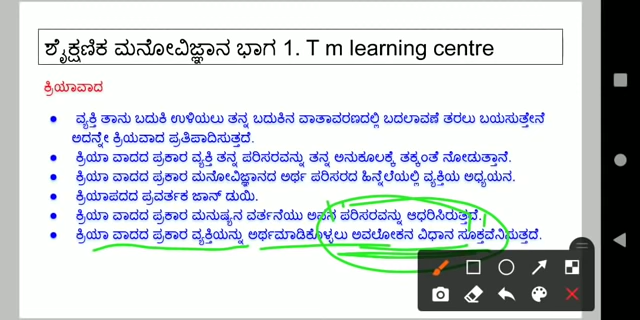 ಶೈಕ್ಷಣಿಕ ಮನೋವಿಜ್ಞಾನ ಭಾಗ 1. T m learning centre
ಕ್ರಿಯಾವಾದ
ವ್ಯಕ್ತಿ ತಾನು ಬದುಕಿ ಉಳಿಯಲು ತನ್ನ ಬದುಕಿನ ವಾತಾವರಣದಲ್ಲಿ ಬದಲಾವಣೆ ತರಲು ಬಯಸುತ್ತೇನೆ
ಅದನ್ನೇ ಕ್ರಿಯವಾದ ಪ್ರತಿಪಾದಿಸುತ್ತದೆ.
ಕ್ರಿಯಾ ವಾದದ ಪ್ರಕಾರ ವ್ಯಕ್ತಿ ತನ್ನ ಪರಿಸರವನ್ನು ತನ್ನ ಅನುಕೂಲಕ್ಕೆ ತಕ್ಕಂತೆ ನೋಡುತ್ತಾನೆ.
ಕ್ರಿಯಾ ವಾದದ ಪ್ರಕಾರ ಮನೋವಿಜ್ಞಾನದ ಅರ್ಥ ಪರಿಸರದ ಹಿನ್ನೆಲೆಯಲ್ಲಿ ವ್ಯಕ್ತಿಯ ಅಧ್ಯಯನ.
ಕ್ರಿಯಾಪದದ ಪ್ರವರ್ತಕ ಜಾನ್ ಡುಯಿ.
ಕ್ರಿಯಾ ವಾದದ ಪ್ರಕಾರ ಮನುಷ್ಯನ ವರ್ತನೆಯು ಅವನ ಪರಿಸರವನ್ನು ಆಧರಿಸಿರುತ್ತದೆ.
ಕ್ರಿಯಾ ವಾದದ ಪ್ರಕಾರ ವ್ಯಕ್ತಿಯನ್ನು ಅರ್ಥಮಾಡಿಕೊಳ್ಳಲು ಅವಲೋಕನ ವಿಧಾನ ಸೂಕ್ತವೆನಿಸುತ್ತದೆ.